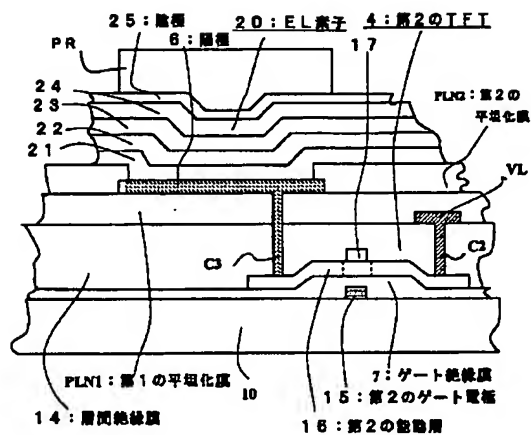 25：陰極
6：陽極
20：EL素子
4：第2のTFT
17
PR
24
23
22
21
PLN2：第2の
平坦化膜
VL
C3
C2
PLN1：第1の平坦化膜
10
7：ゲート絶縁膜
14：層間絶縁膜
15：第2のゲート電極
16：第2の能動層